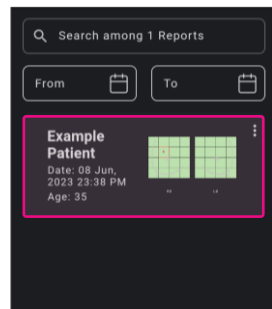 Search among 1 Reports
From
To
Example
Patient
Date: 08 Jun,
2023 23:38 PM
Age: 35